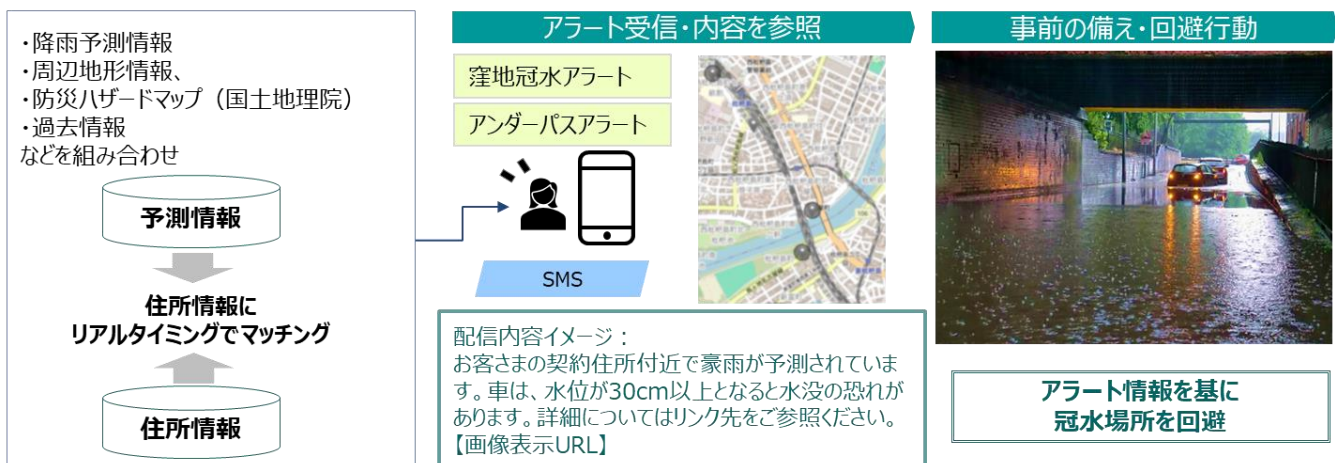 ・降雨予測情報
・周辺地形情報、
・防災ハザードマップ（国土地理院）
・過去情報
などを組み合わせ
予測情報
住所情報に
リアルタイミングでマッチング
住所情報
アラート受信・内容を参照
窪地冠水アラート
アンダーパスアラート
SMS
配信内容イメージ：
お客さまの契約住所付近で豪雨が予測されていま
す。車は、水位が30cm以上となると水没の恐れが
あります。詳細についてはリンク先をご参照ください。
【画像表示URL】
事前の備え・回避行動
アラート情報を基に
冠水場所を回避